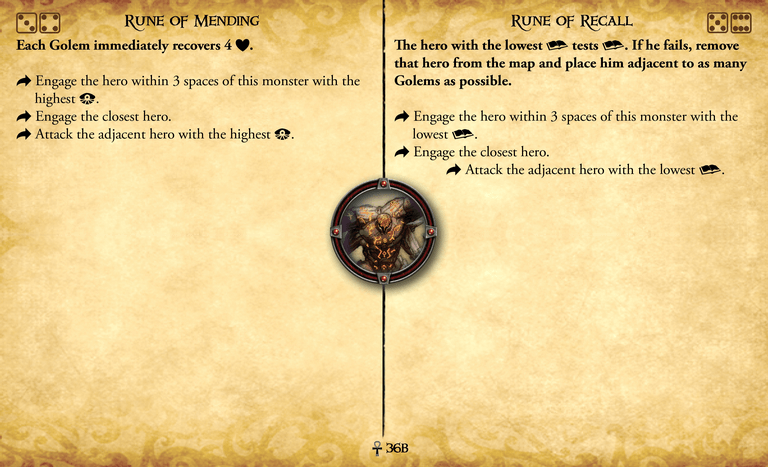 Rune of Mending
Each Golem immediately recovers 4 ♥.
Engage the hero within 3 spaces of this monster with the
highest .
Engage the closest hero.
Attack the adjacent hero with the highest .
Rune of Recall
The hero with the lowest tests . If he fails, remove
that hero from the map and place him adjacent to as many
Golems as possible.
Engage the hero within 3 spaces of this monster with the
lowest .
Engage the closest hero.
Attack the adjacent hero with the lowest .
36B